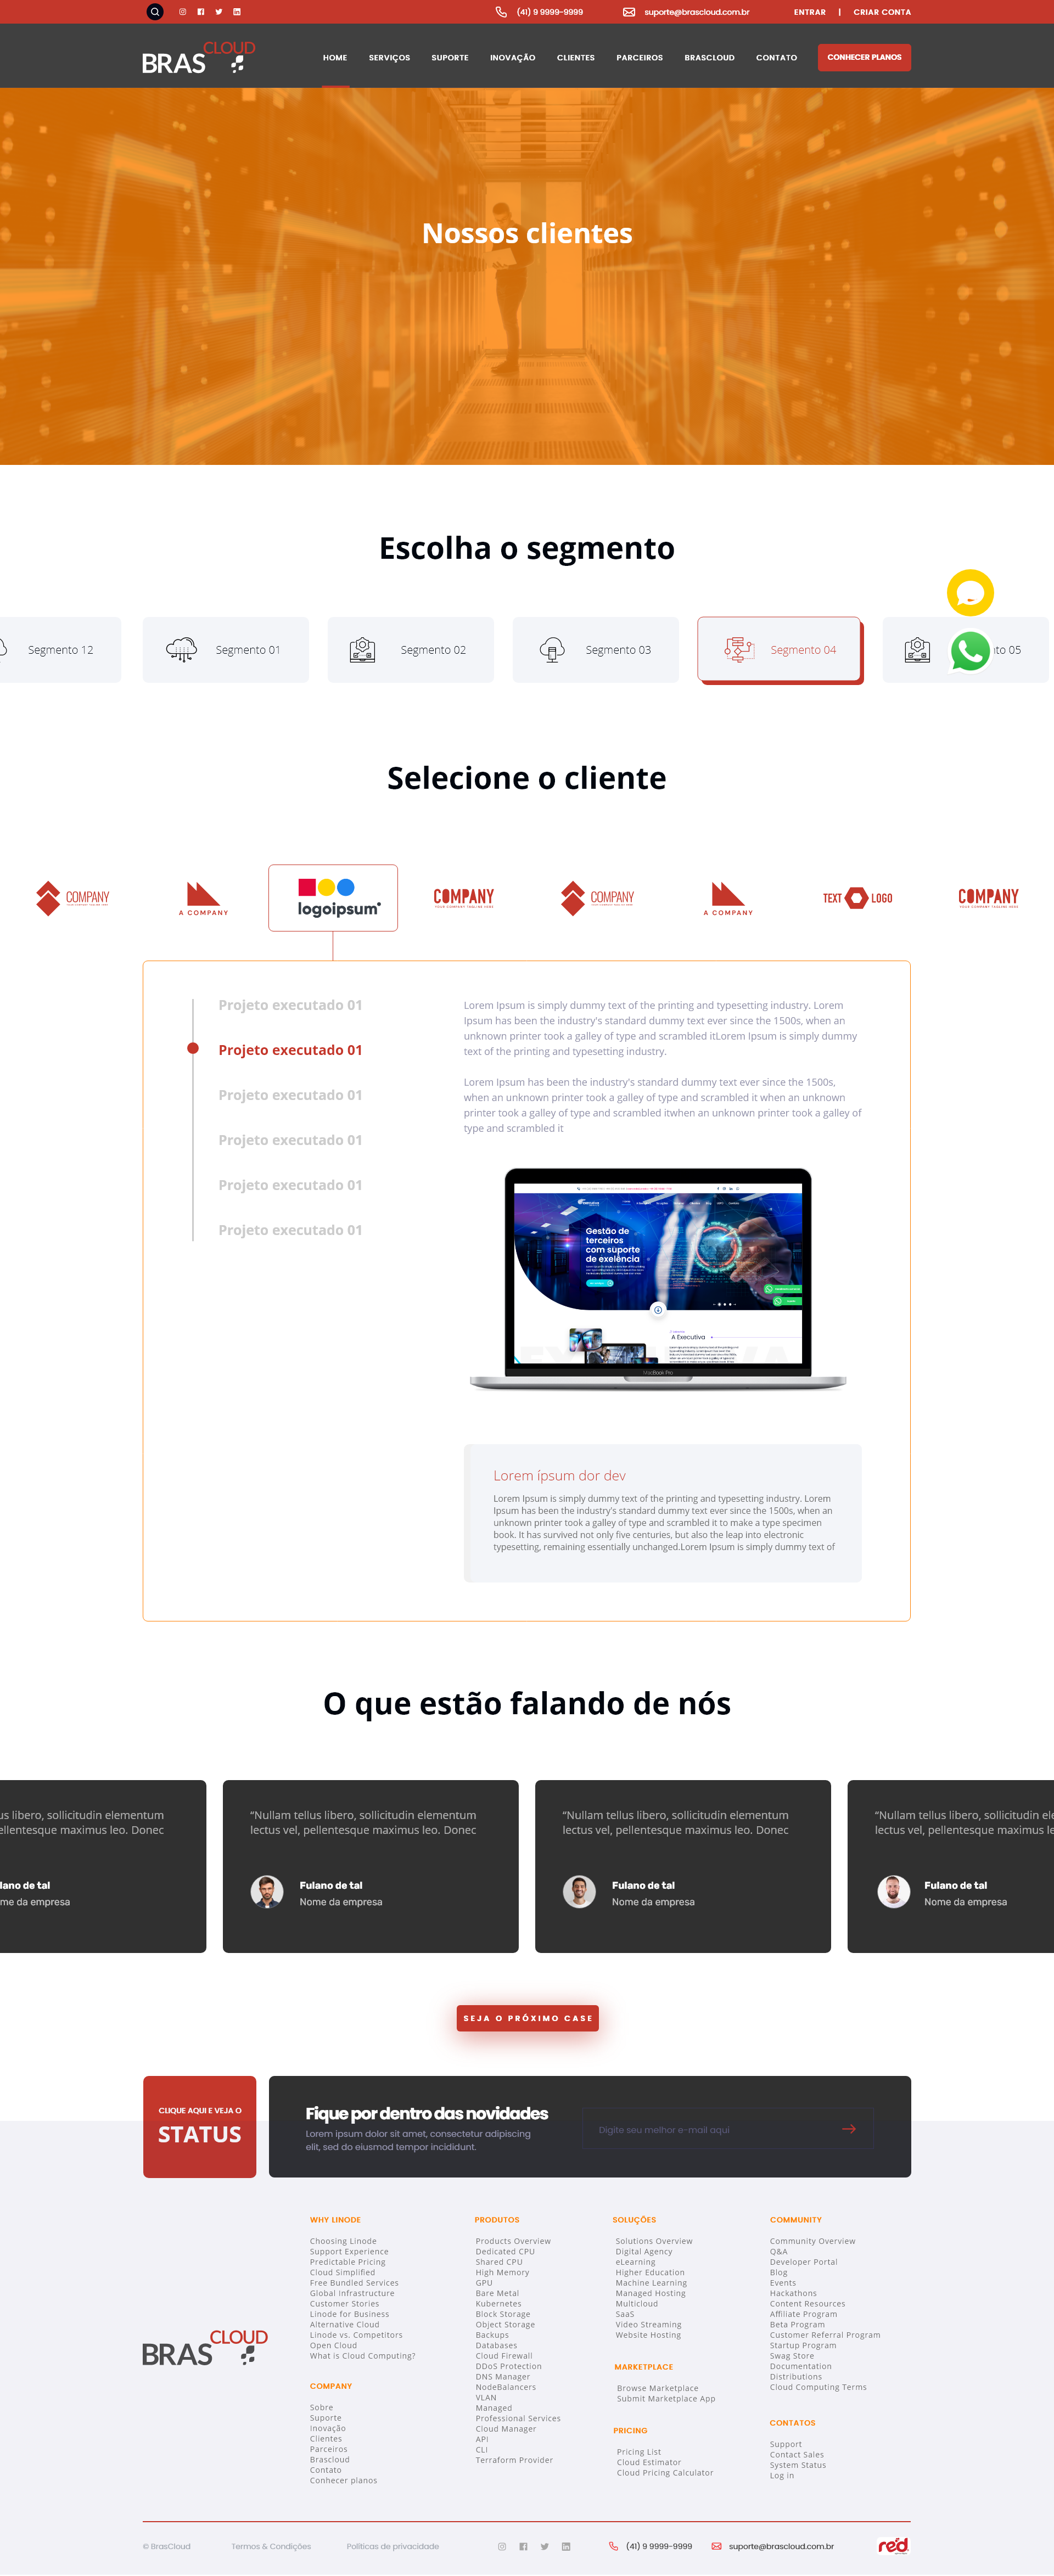 (41) 9 9999-9999
suporte@brascloud.com.br
ENTRAR | CRIAR CONTA
BRASCLOUD
HOME SERVIÇOS SUPORTE INOVAÇÃO CLIENTES PARCEIROS BRASCLOUD CONTATO
CONHECER PLANOS
Nossos clientes
Escolha o segmento
Segmento 12
Segmento 01
Segmento 02
Segmento 03
Segmento 04
to 05
Selecione o cliente
COMPANY
A COMPANY
logoipsum
COMPANY
COMPANY
A COMPANY
TEXT LOGO
COMPANY
Projeto executado 01
Projeto executado 01
Projeto executado 01
Projeto executado 01
Projeto executado 01
Projeto executado 01
Lorem Ipsum is simply dummy text of the printing and typesetting industry. Lorem
Ipsum has been the industry's standard dummy text ever since the 1500s, when an
unknown printer took a galley of type and scrambled itLorem Ipsum is simply dummy
text of the printing and typesetting industry.
Lorem Ipsum has been the industry's standard dummy text ever since the 1500s,
when an unknown printer took a galley of type and scrambled it when an unknown
printer took a galley of type and scrambled itwhen an unknown printer took a galley of
type and scrambled it
Gestão de
terceiros
com suporte
de exelência
A Executiva
MacBook Pro
Lorem ípsum dor dev
Lorem Ipsum is simply dummy text of the printing and typesetting industry. Lorem
Ipsum has been the industry's standard dummy text ever since the 1500s, when an
unknown printer took a galley of type and scrambled it to make a type specimen
book. It has survived not only five centuries, but also the leap into electronic
typesetting, remaining essentially unchanged.Lorem Ipsum is simply dummy text of
O que estão falando de nós
us libero, sollicitudin elementum
ellentesque maximus leo. Donec
lano de tal
me da empresa
“Nullam tellus libero, sollicitudin elementum
lectus vel, pellentesque maximus leo. Donec
Fulano de tal
Nome da empresa
“Nullam tellus libero, sollicitudin elementum
lectus vel, pellentesque maximus leo. Donec
Fulano de tal
Nome da empresa
“Nullam tellus libero, sollicitudin ele
lectus vel, pellentesque maximus le
Fulano de tal
Nome da empresa
SEJA O PRÓXIMO CASE
CLIQUE AQUI E VEJA O
STATUS
Fique por dentro das novidades
Lorem ipsum dolor sit amet, consectetur adipiscing
elit, sed do eiusmod tempor incididunt.
Digite seu melhor e-mail aqui
BRASCLOUD
WHY LINODE
Choosing Linode
Support Experience
Predictable Pricing
Cloud Simplified
Free Bundled Services
Global Infrastructure
Customer Stories
Linode for Business
Alternative Cloud
Linode vs. Competitors
Open Cloud
What is Cloud Computing?
COMPANY
Sobre
Suporte
Inovação
Clientes
Parceiros
Brascloud
Contato
Conhecer planos
PRODUTOS
Products Overview
Dedicated CPU
Shared CPU
High Memory
GPU
Bare Metal
Kubernetes
Block Storage
Object Storage
Backups
Databases
Cloud Firewall
DDoS Protection
DNS Manager
NodeBalancers
VLAN
Managed
Professional Services
Cloud Manager
API
CLI
Terraform Provider
SOLUÇÕES
Solutions Overview
Digital Agency
eLearning
Higher Education
Machine Learning
Managed Hosting
Multicloud
SaaS
Video Streaming
Website Hosting
MARKETPLACE
Browse Marketplace
Submit Marketplace App
PRICING
Pricing List
Cloud Estimator
Cloud Pricing Calculator
COMMUNITY
Community Overview
Q&A
Developer Portal
Blog
Events
Hackathons
Content Resources
Affiliate Program
Beta Program
Customer Referral Program
Startup Program
Swag Store
Documentation
Distributions
Cloud Computing Terms
CONTATOS
Support
Contact Sales
System Status
Log in
© BrasCloud
Termos & Condições
Políticas de privacidade
(41) 9 9999-9999
suporte@brascloud.com.br
red